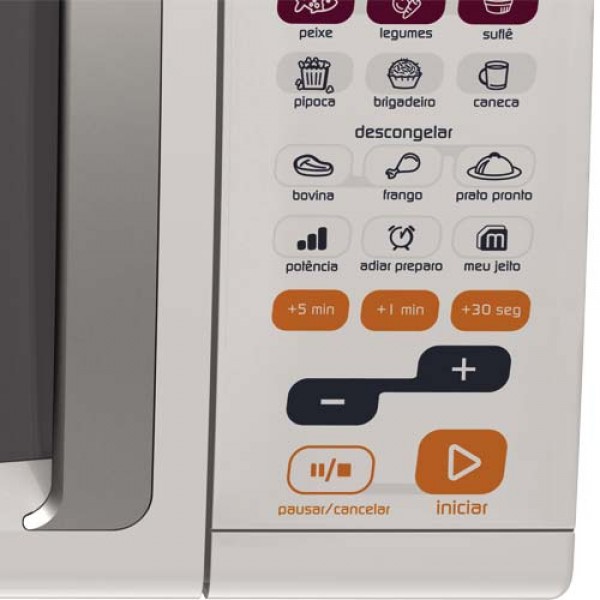 peixe legumes suflê
pipoca brigadeiro caneca
descongelar
bovina frango prato pronto
potência adiar preparo meu jeito
+5 min +1 min +30 seg
pausar/cancelar iniciar